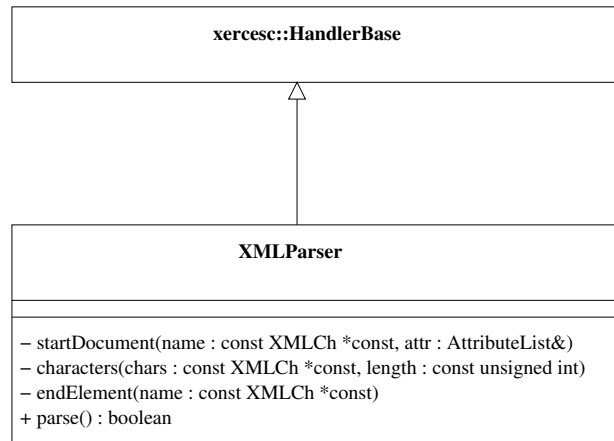 xercesc::HandlerBase
XMLParser
− startDocument(name : const XMLCh *const, attr : AttributeList&)
− characters(chars : const XMLCh *const, length : const unsigned int)
− endElement(name : const XMLCh *const)
+ parse() : boolean